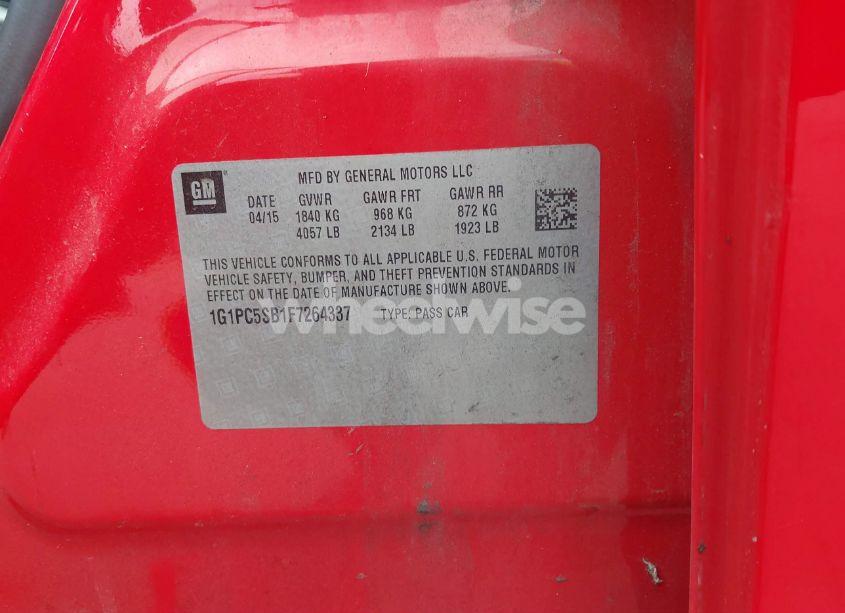 GM
MFD BY GENERAL MOTORS LLC
DATE GVWR GAWR FRT GAWR RR
04/15 1840 KG 968 KG 872 KG
4057 LB 2134 LB 1923 LB
THIS VEHICLE CONFORMS TO ALL APPLICABLE U.S. FEDERAL MOTOR
VEHICLE SAFETY, BUMPER, AND THEFT PREVENTION STANDARDS IN
EFFECT ON THE DATE OF MANUFACTURE SHOWN ABOVE.
1G1PC5SB1F7264337 TYPE: PASS CAR
Wheelwise